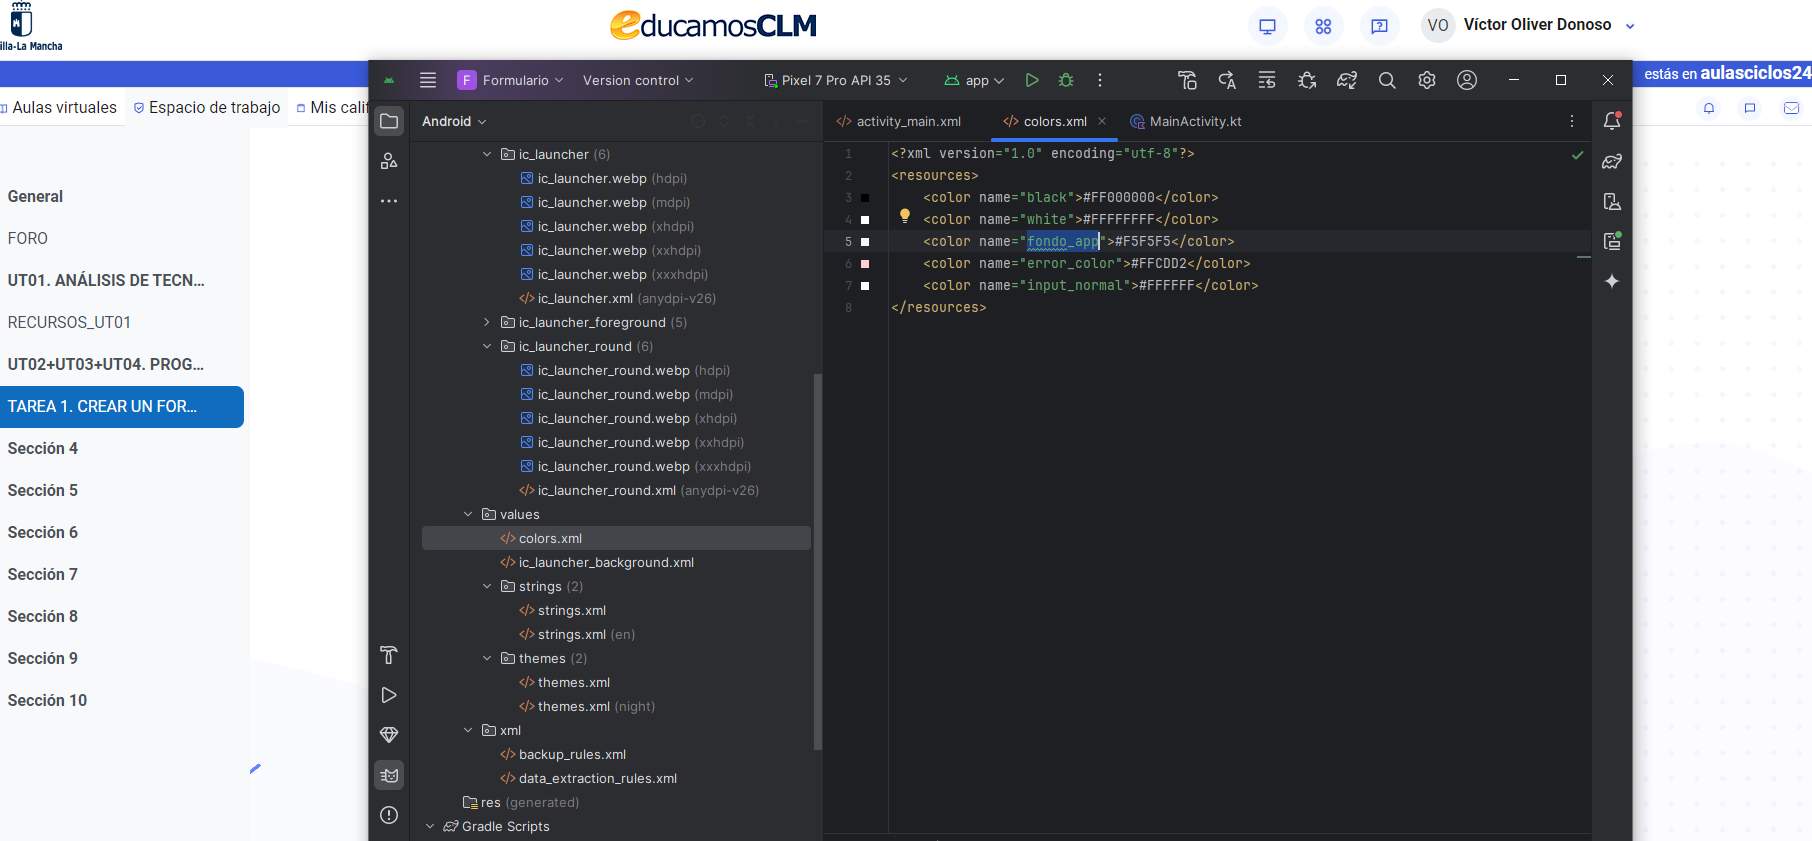 illa-La Mancha
educamosCLM
VO
Víctor Oliver Donoso
estás en aulasciclos24
Aulas virtuales
Espacio de trabajo
Mis calif
General
FORO
UT01. ANÁLISIS DE TECN...
RECURSOS_UT01
UT02+UT03+UT04. PROG...
TAREA 1. CREAR UN FOR...
Sección 4
Sección 5
Sección 6
Sección 7
Sección 8
Sección 9
Sección 10
F Formulario
Version control
Pixel 7 Pro API 35
app
Android
ic_launcher (6)
ic_launcher.webp (hdpi)
ic_launcher.webp (mdpi)
ic_launcher.webp (xhdpi)
ic_launcher.webp (xxhdpi)
ic_launcher.webp (xxxhdpi)
ic_launcher.xml (anydpi-v26)
ic_launcher_foreground (5)
ic_launcher_round (6)
ic_launcher_round.webp (hdpi)
ic_launcher_round.webp (mdpi)
ic_launcher_round.webp (xhdpi)
ic_launcher_round.webp (xxhdpi)
ic_launcher_round.webp (xxxhdpi)
ic_launcher_round.xml (anydpi-v26)
values
colors.xml
ic_launcher_background.xml
strings (2)
strings.xml
strings.xml (en)
themes (2)
themes.xml
themes.xml (night)
xml
backup_rules.xml
data_extraction_rules.xml
res (generated)
Gradle Scripts
activity_main.xml
colors.xml
MainActivity.kt
1 <?xml version="1.0" encoding="utf-8"?>
2 <resources>
3 <color name="black">#FF000000</color>
4 <color name="white">#FFFFFFFF</color>
5 <color name="fondo_app">#F5F5F5</color>
6 <color name="error_color">#FFCDD2</color>
7 <color name="input_normal">#FFFFFF</color>
8 </resources>